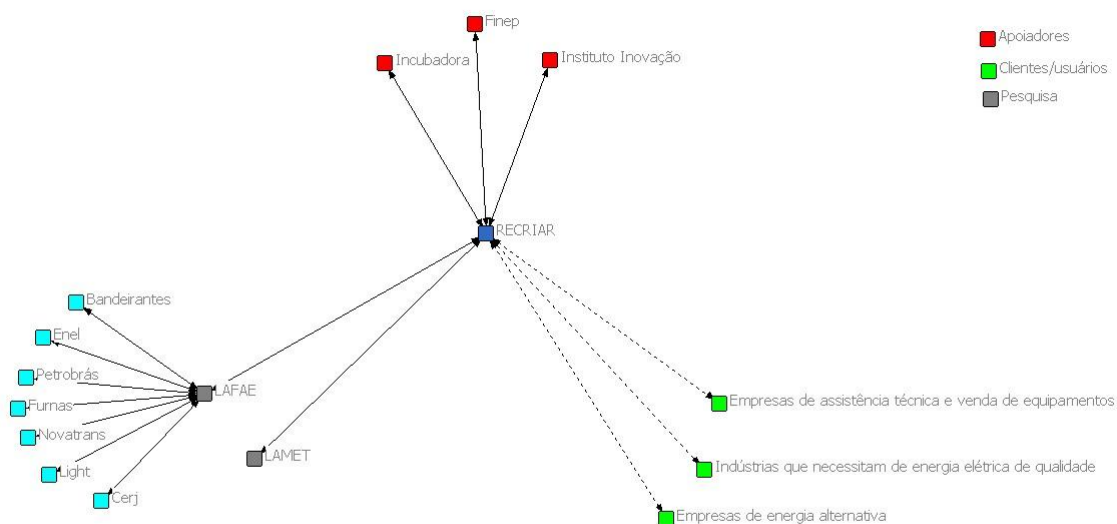 Finep
Incubadora
Instituto Inovação
Apoiadores
Clientes/usuários
Pesquisa
RECRIAR
Bandeirantes
Enel
Petrobrás
Furnas
Novatrans
Light
Cerj
LAFAE
LAMET
Empresas de assistência técnica e venda de equipamentos
Indústrias que necessitam de energia elétrica de qualidade
Empresas de energia alternativa